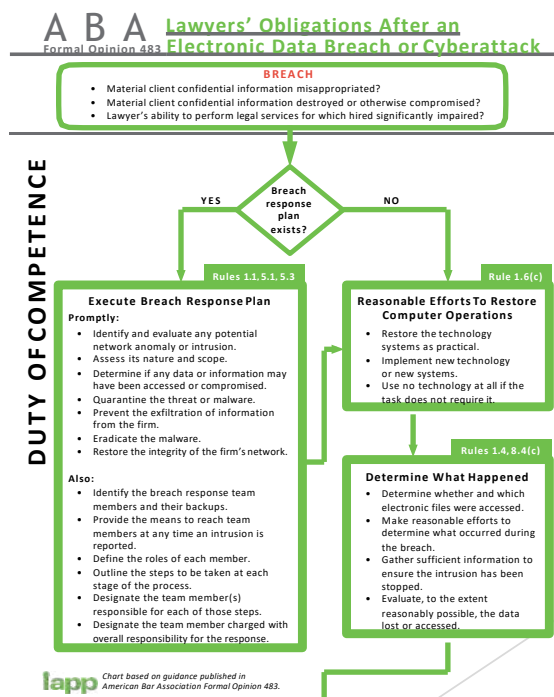 ABA
Formal Opinion 483
Lawyers' Obligations After an
Electronic Data Breach or Cyberattack
BREACH
• Material client confidential information misappropriated?
• Material client confidential information destroyed or otherwise compromised?
• Lawyer's ability to perform legal services for which hired significantly impaired?
DUTY OF COMPETENCE
Breach
response
plan
exists?
YES
NO
Rules 1.1, 5.1, 5.3
Execute Breach Response Plan
Promptly:
• Identify and evaluate any potential
network anomaly or intrusion.
• Assess its nature and scope.
• Determine if any data or information may
have been accessed or compromised.
• Quarantine the threat or malware.
• Prevent the exfiltration of information
from the firm.
• Eradicate the malware.
• Restore the integrity of the firm's network.
Also:
• Identify the breach response team
members and their backups.
• Provide the means to reach team
members at any time an intrusion is
reported.
• Define the roles of each member.
• Outline the steps to be taken at each
stage of the process.
• Designate the team member(s)
responsible for each of those steps.
• Designate the team member charged with
overall responsibility for the response.
Rule 1.6(c)
Reasonable Efforts To Restore
Computer Operations
• Restore the technology
systems as practical.
• Implement new technology
or new systems.
• Use no technology at all if the
task does not require it.
Rules 1.4, 8.4(c)
Determine What Happened
• Determine whether and which
electronic files were accessed.
• Make reasonable efforts to
determine what occurred during
the breach.
• Gather sufficient information to
ensure the intrusion has been
stopped.
• Evaluate, to the extent
reasonably possible, the data
lost or accessed.
iapp
Chart based on guidance published in
American Bar Association Formal Opinion 483.